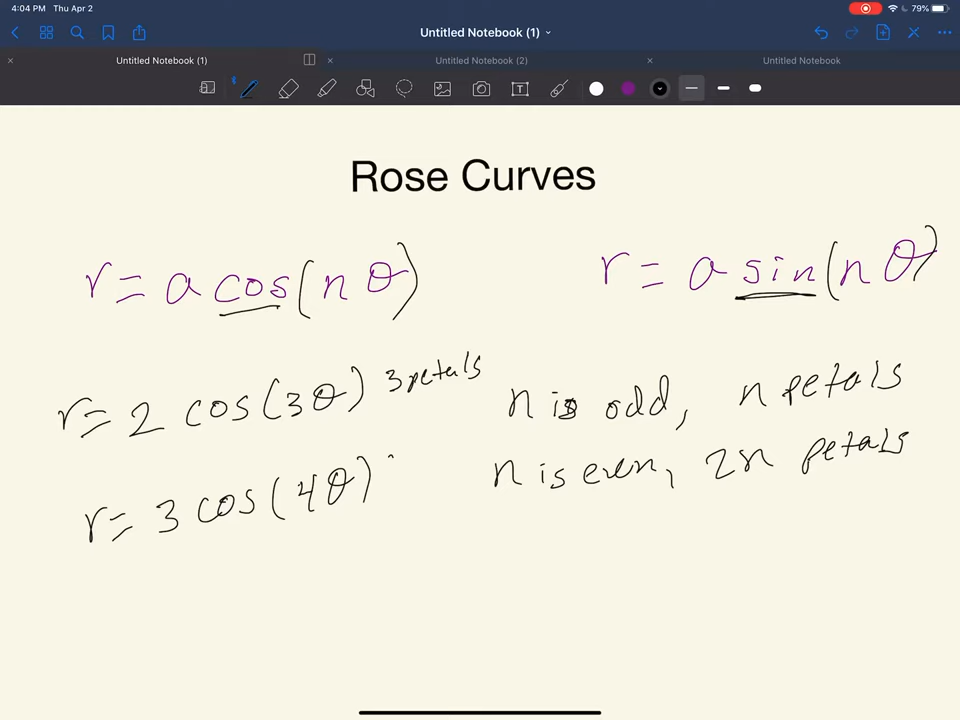 4:04 PM Thu Apr 2
79%
Untitled Notebook (1)
Untitled Notebook (1)
Untitled Notebook (2)
Untitled Notebook
T
Rose Curves
r = a cos(nθ)
r = a sin(nθ)
r = 2 cos(3θ) 3 petals
n is odd, n petals
n is even, 2n petals
r = 3 cos(4θ)